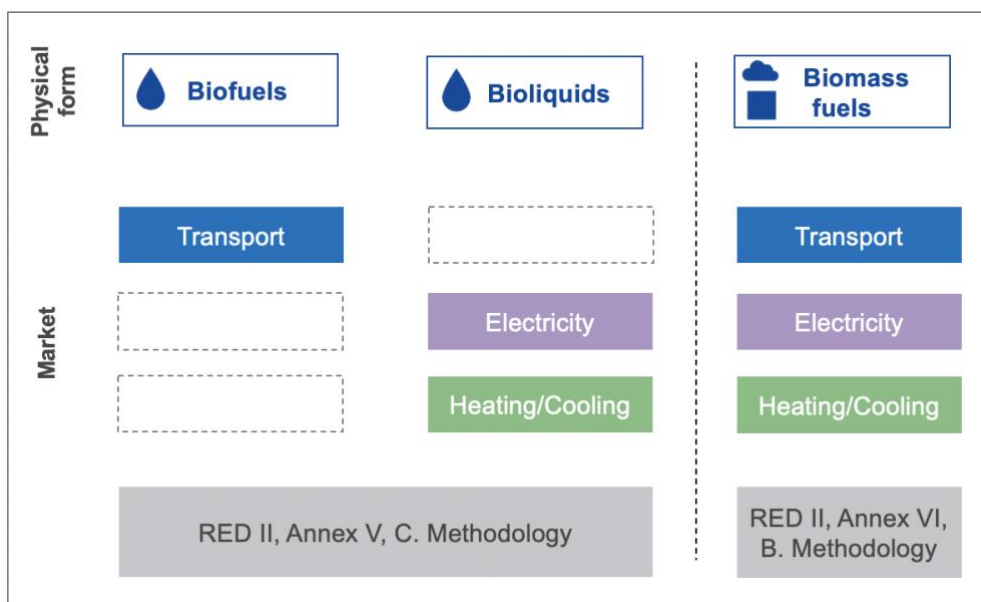 Physical
form
Biofuels
Bioliquids
Biomass
fuels
Market
Transport
Transport
Electricity
Electricity
Heating/Cooling
Heating/Cooling
RED II, Annex V, C. Methodology
RED II, Annex VI,
B. Methodology